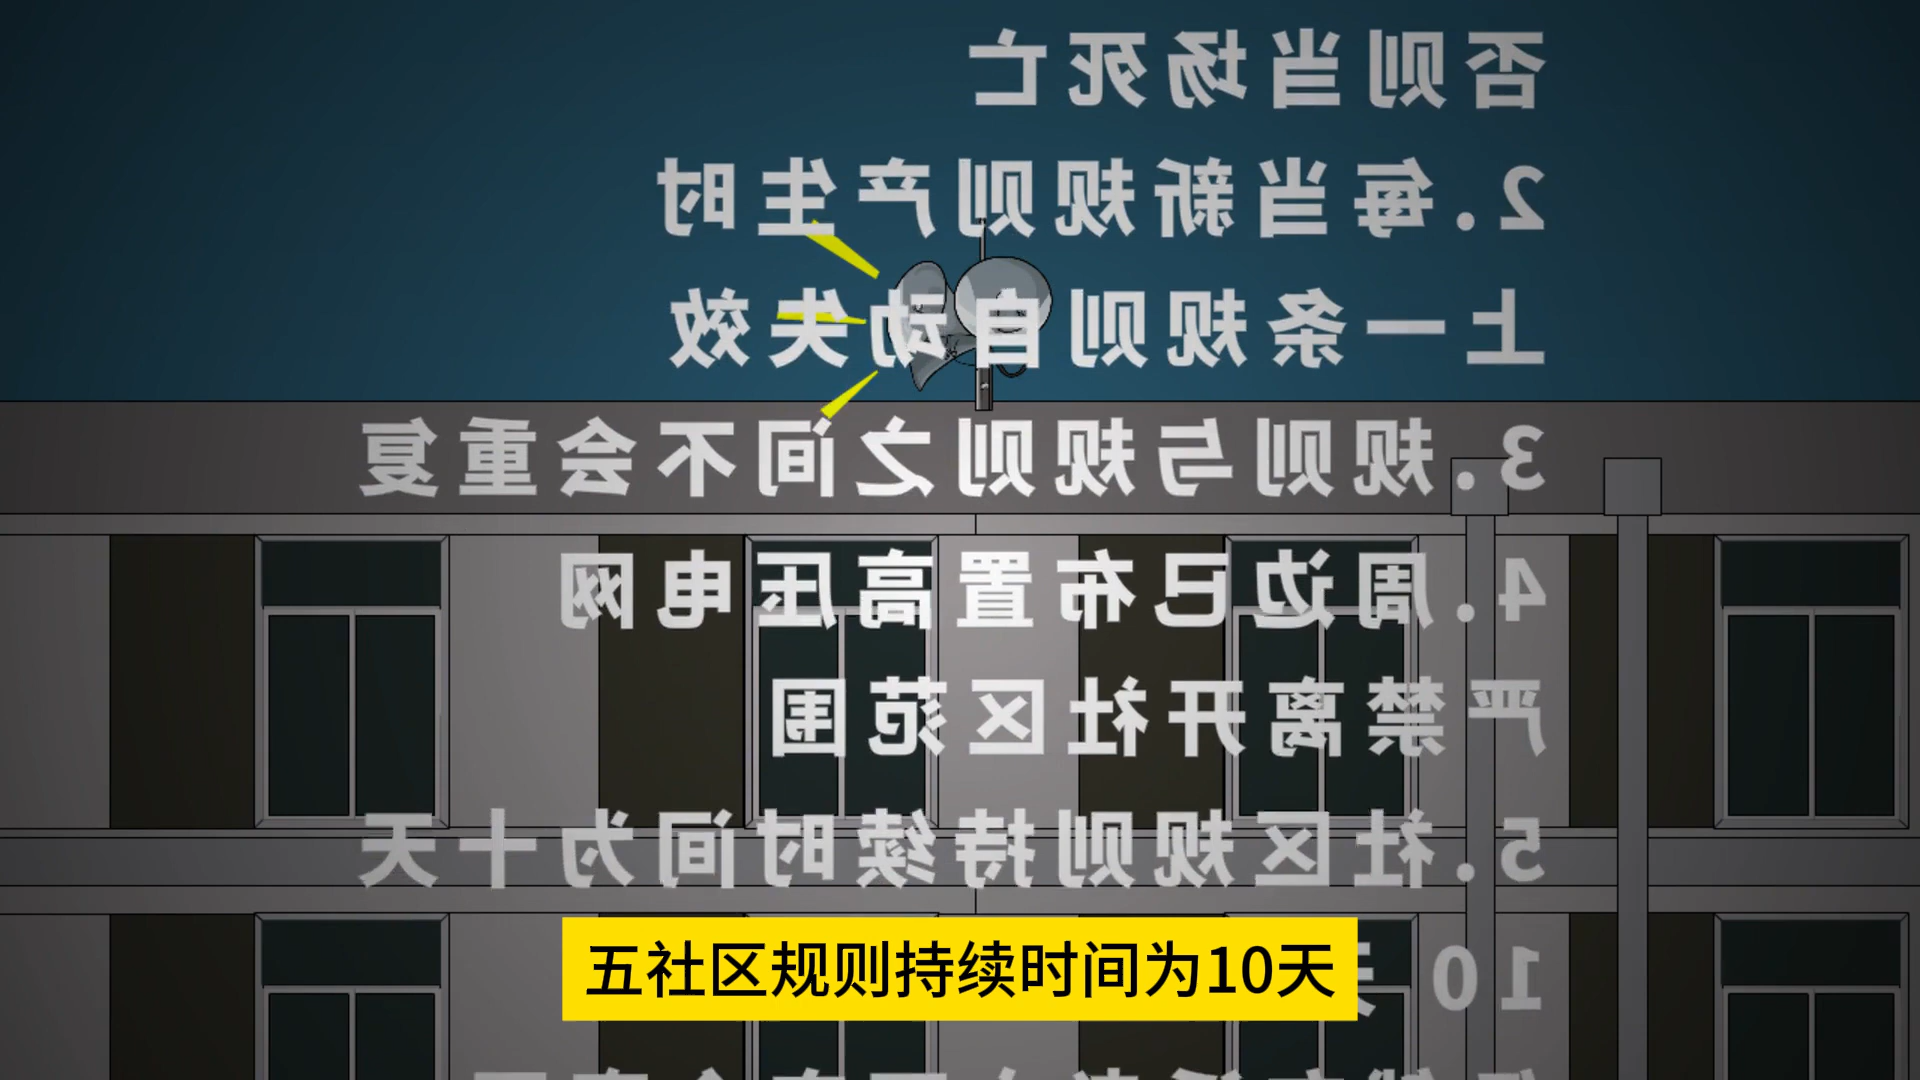 否则当场死亡
2.每当新规则产生时
上一条规则自动失效
3.规则与规则之间不会重复
4.周边已布置高压电网
严禁离开社区范围
5.社区规则持续时间为十天
10
五社区规则持续时间为10天